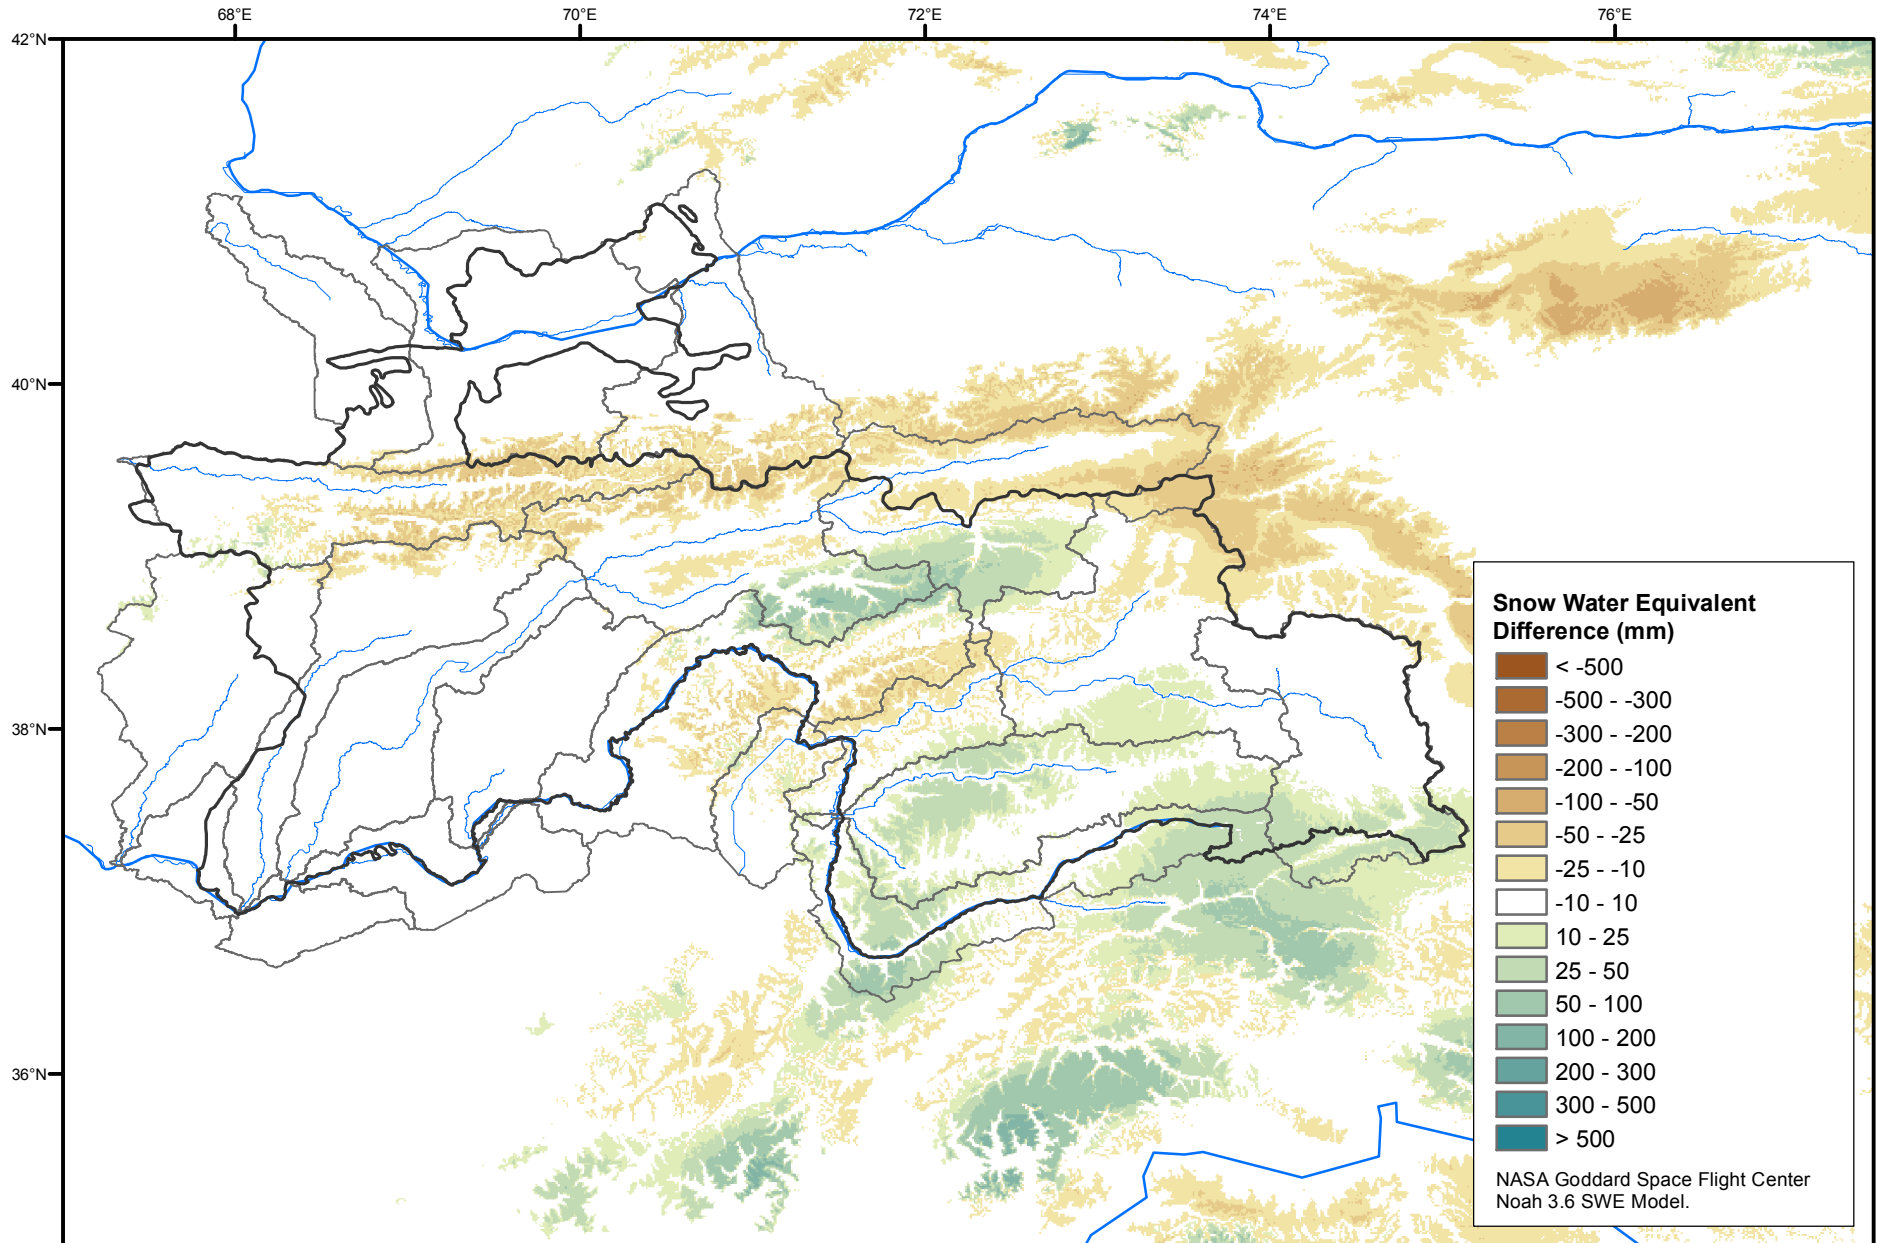 68°E
70°E
72°E
74°E
76°E
42°N
40°N
38°N
36°N
Snow Water Equivalent
Difference (mm)
< -500
-500 - -300
-300 - -200
-200 - -100
-100 - -50
-50 - -25
-25 - -10
-10 - 10
10 - 25
25 - 50
50 - 100
100 - 200
200 - 300
300 - 500
> 500
NASA Goddard Space Flight Center
Noah 3.6 SWE Model.